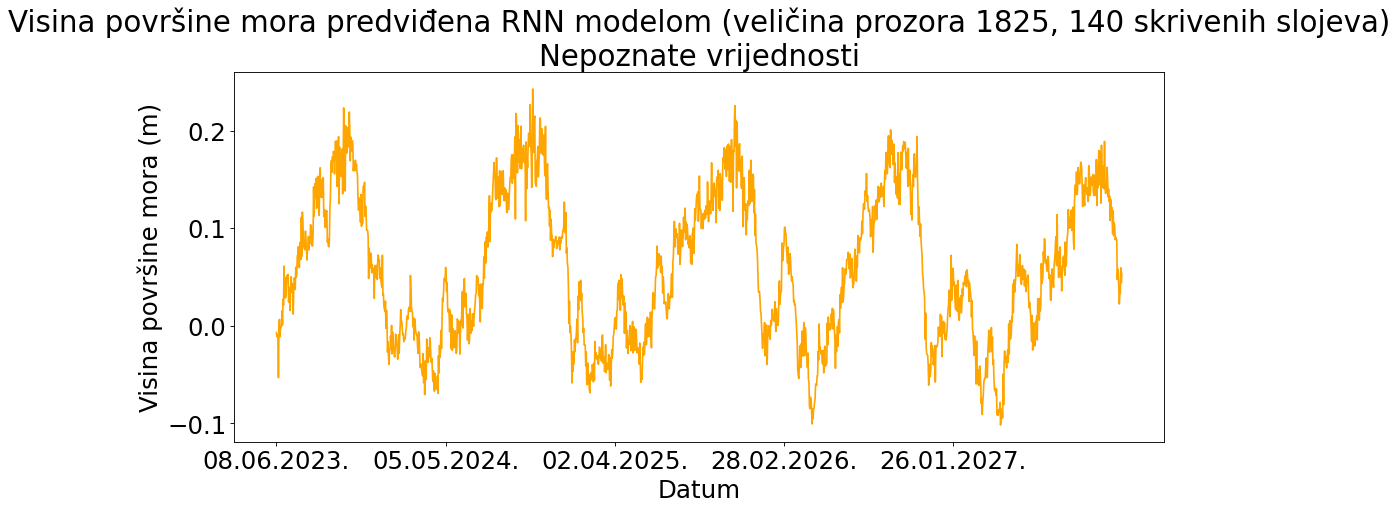 Visina površine mora predviđena RNN modelom (veličina prozora 1825, 140 skrivenih slojeva)
Nepoznate vrijednosti
Visina površine mora (m)
0.2
0.1
0.0
−0.1
08.06.2023. 05.05.2024. 02.04.2025. 28.02.2026. 26.01.2027.
Datum